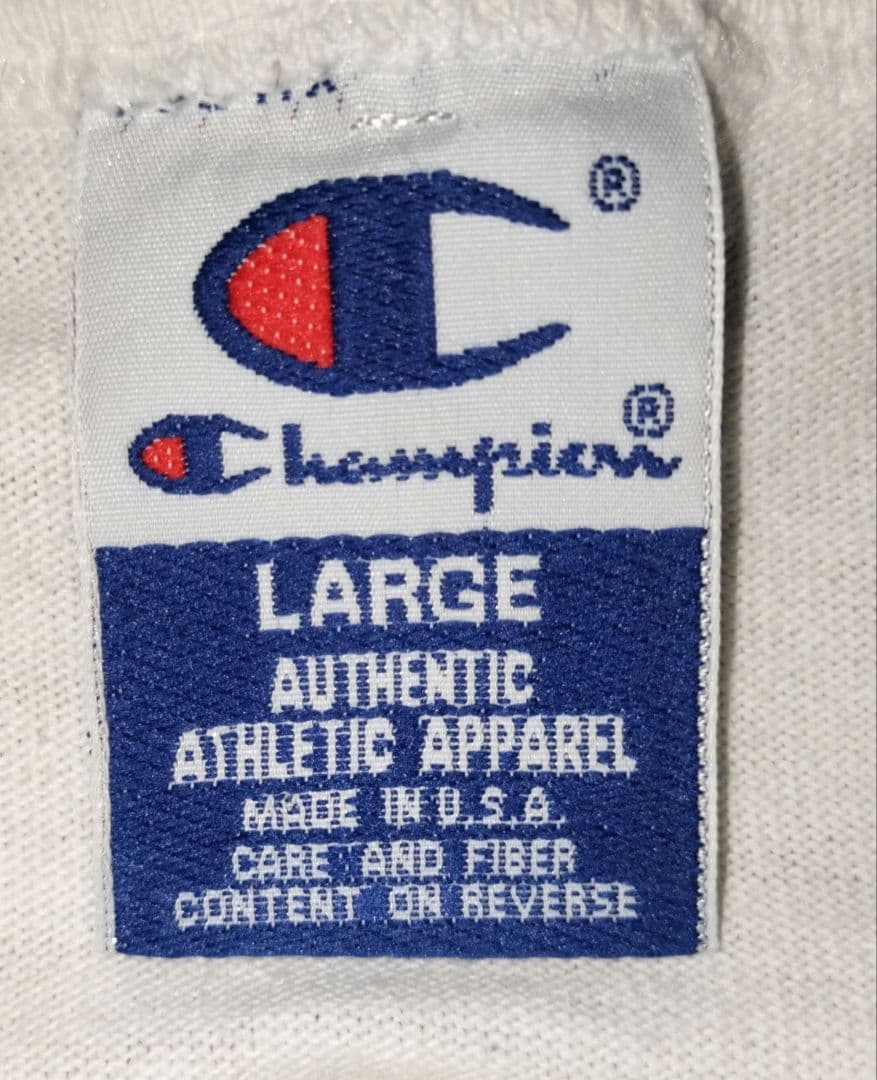 ®
Champion®
LARGE
AUTHENTIC
ATHLETIC APPAREL
MADE IN U.S.A.
CARE AND FIBER
CONTENT ON REVERSE